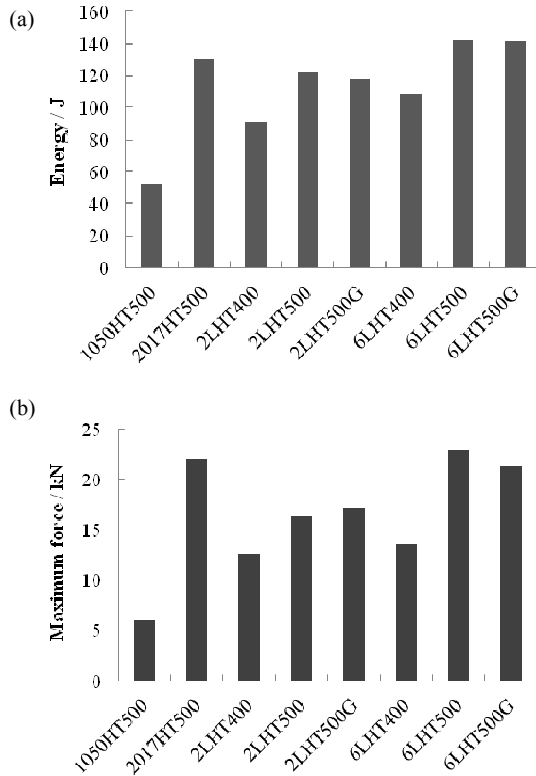 (a)
160
140
120
100
80
60
40
20
0
Energy / J
1050HT500
2017HT500
2LHT400
2LHT500
2LHT500G
6LHT400
6LHT500
6LHT500G
(b)
25
20
15
10
5
0
Maximum force / kN
1050HT500
2017HT500
2LHT400
2LHT500
2LHT500G
6LHT400
6LHT500
6LHT500G